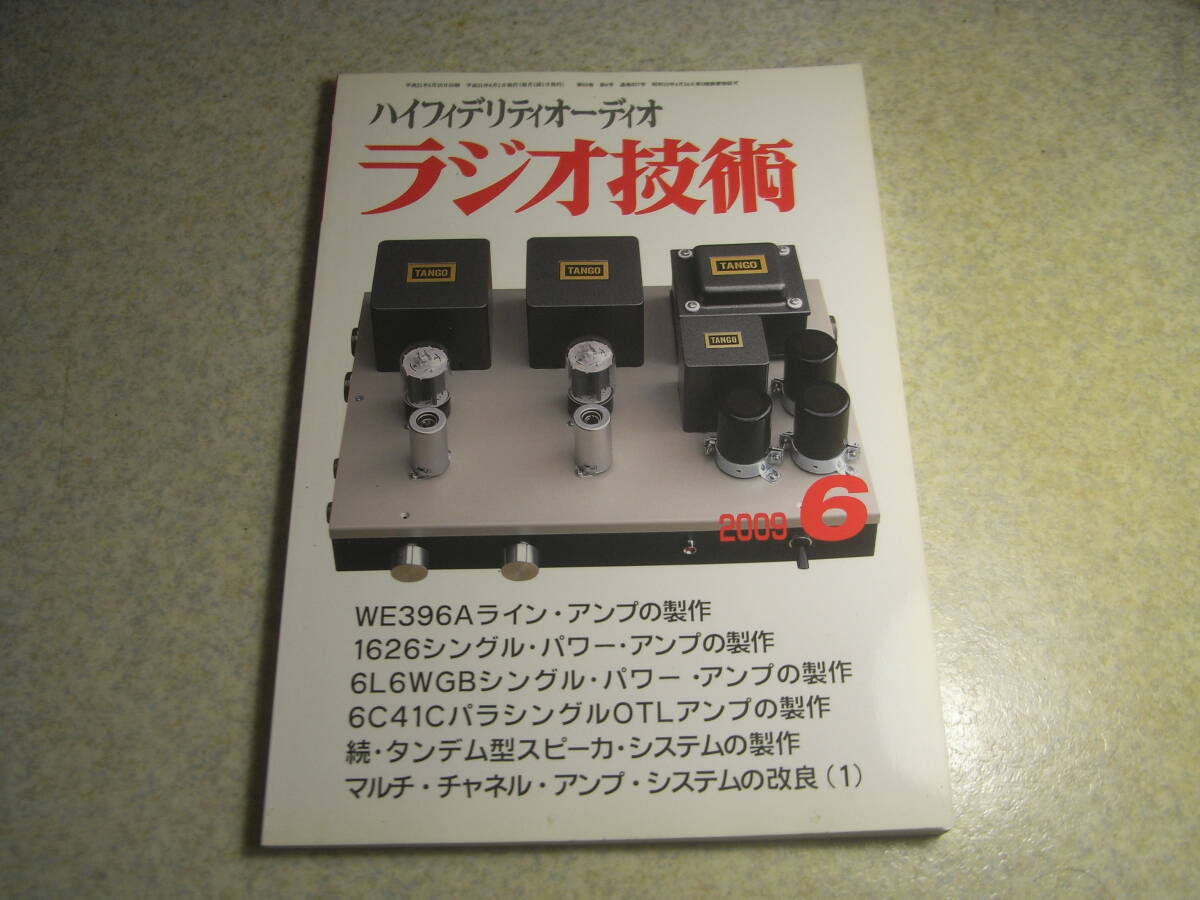 ハイフィデリティオーディオ
ラジオ技術
TANGO
TANGO
TANGO
TANGO
2009 6
WE396Aライン・アンプの製作
1626シングル・パワー・アンプの製作
6L6WGBシングル・パワー・アンプの製作
6C41CパラシングルOTLアンプの製作
続・タンデム型スピーカ・システムの製作
マルチ・チャネル・アンプ・システムの改良(1)